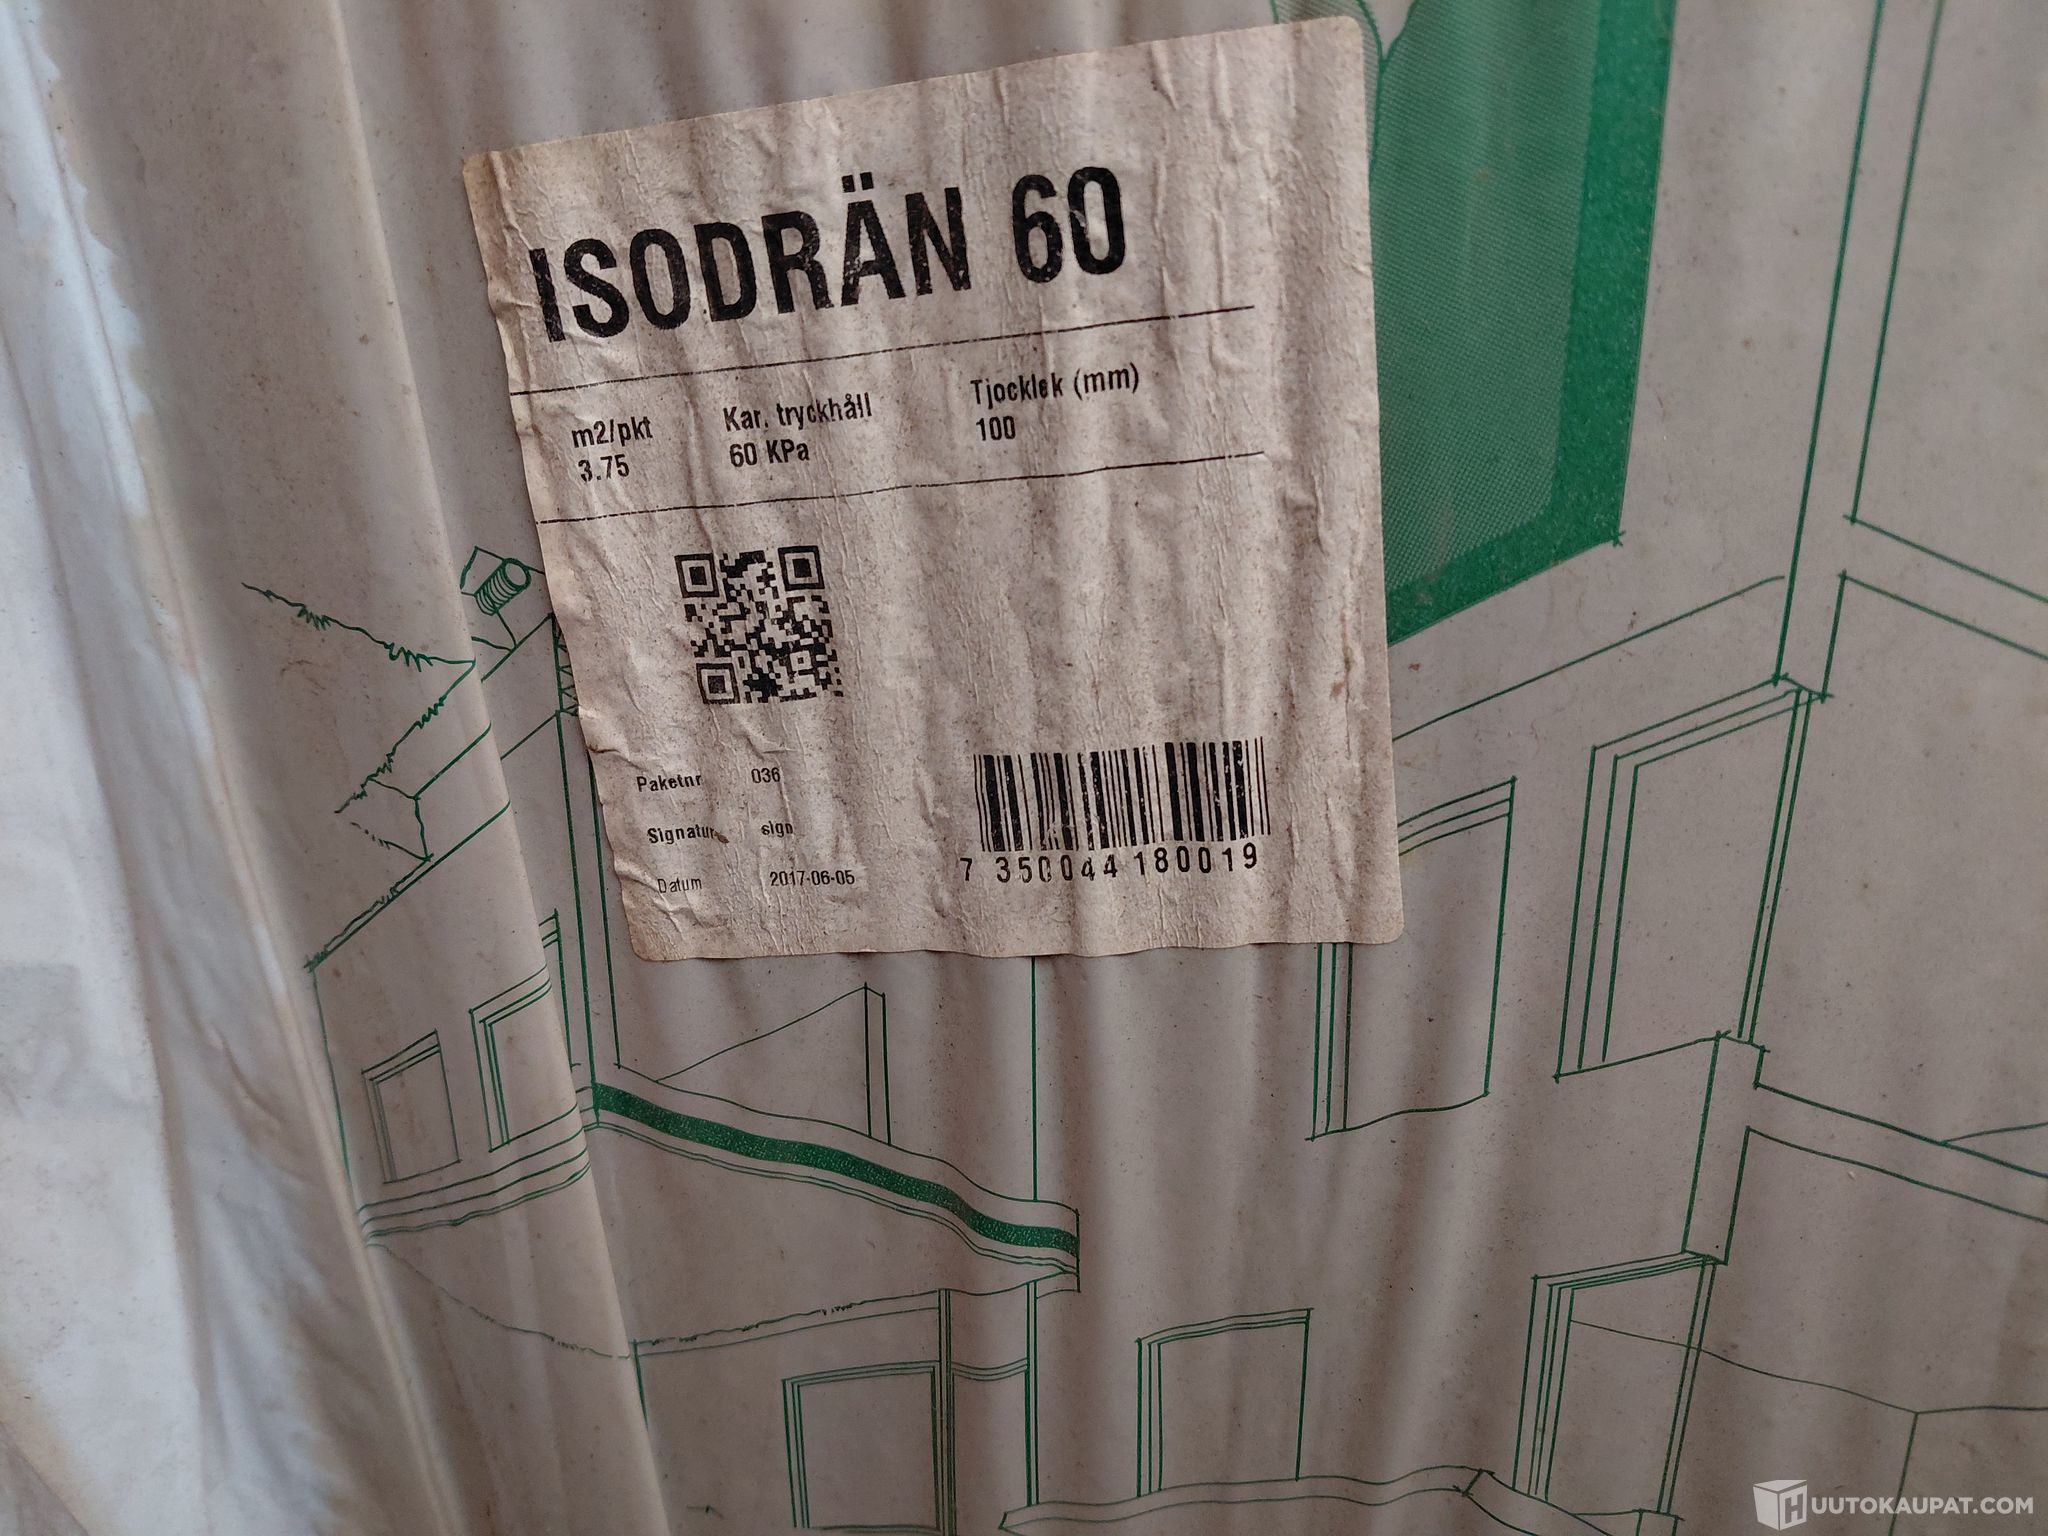 ISODRÄN 60
m2/pkt Kar. tryckhåll Tjocklek (mm)
3.75 60 KPa 100
Paketnr 036
Signatur sign
Datum 2017-06-05
7 350044 180019
HUUTOKAUPAT.COM